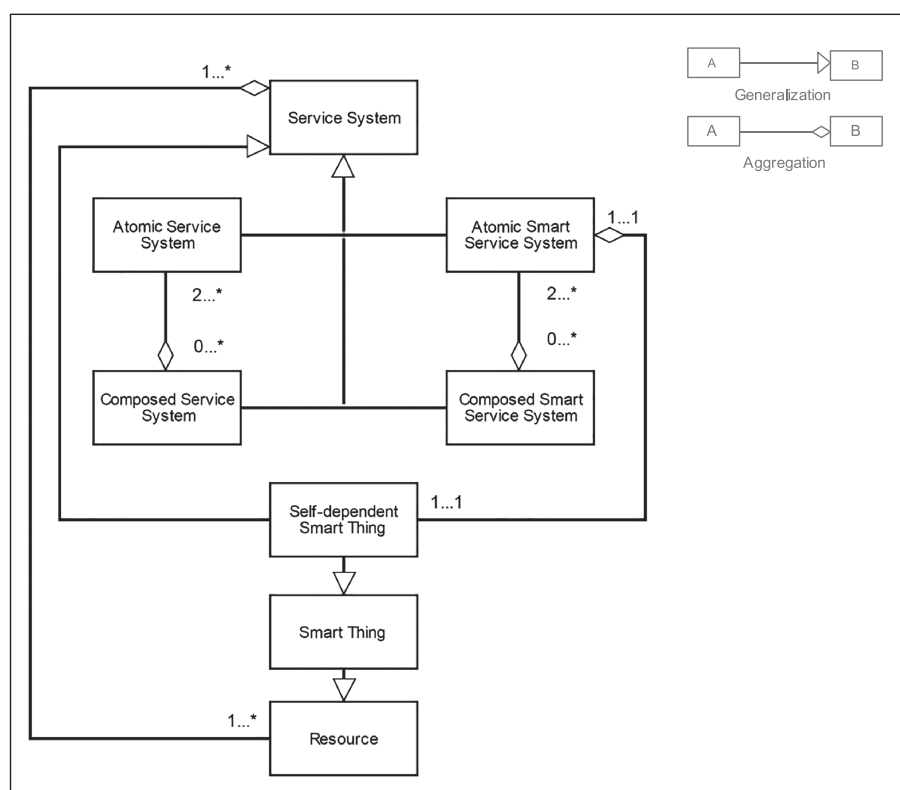 1...*
Service System
A
B
Generalization
A
B
Aggregation
Atomic Service
System
Atomic Smart
Service System
1...1
2...*
2...*
0...*
0...*
Composed Service
System
Composed Smart
Service System
Self-dependent
Smart Thing
1...1
Smart Thing
1...*
Resource